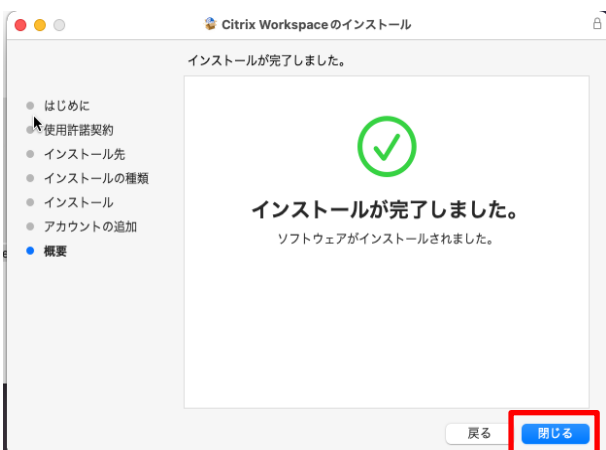 Citrix Workspaceのインストール
インストールが完了しました。
はじめに
使用許諾契約
インストール先
インストールの種類
インストール
アカウントの追加
概要
インストールが完了しました。
ソフトウェアがインストールされました。
戻る
閉じる